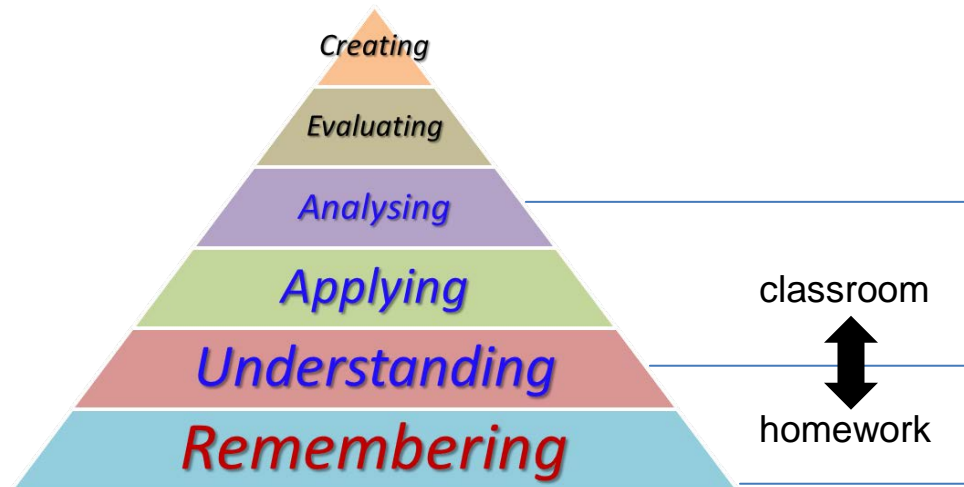 Creating
Evaluating
Analysing
Applying
classroom
Understanding
Remembering
homework